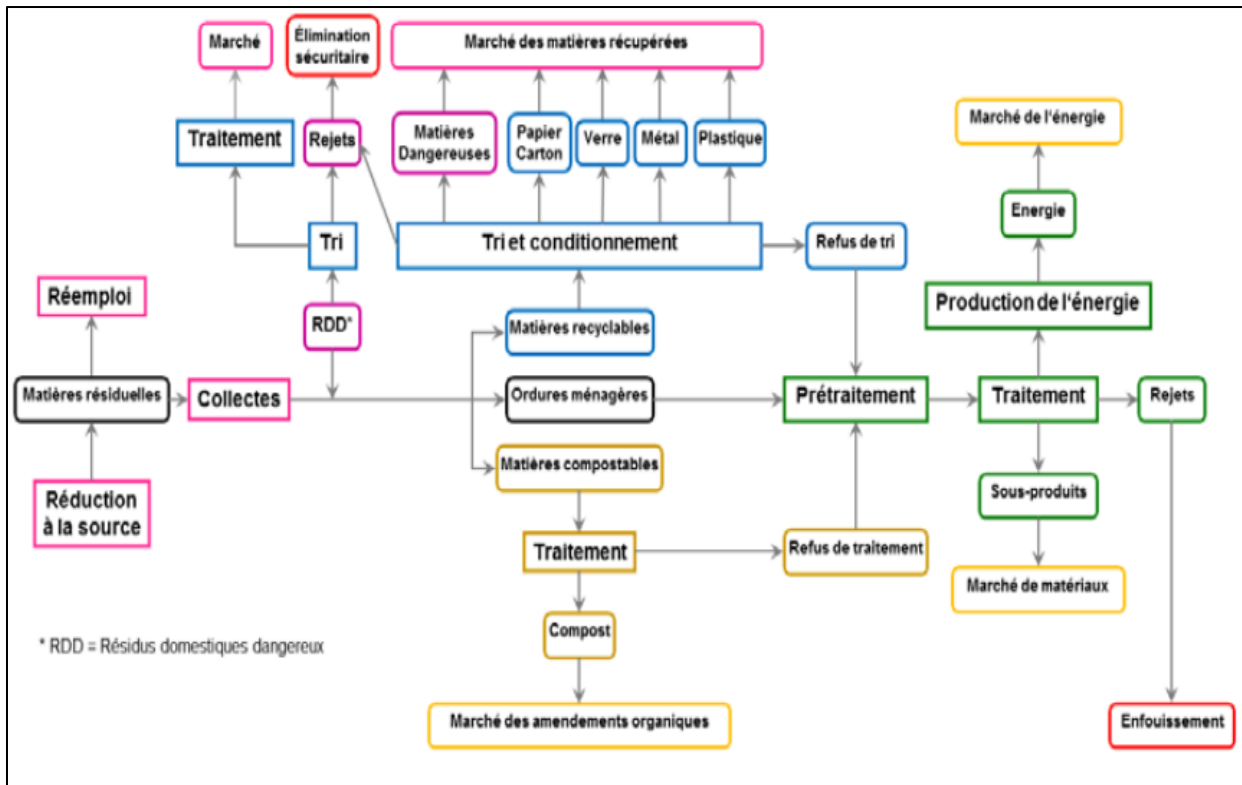 Marché
Élimination
sécuritaire
Marché des matières récupérées
Marché de l'énergie
Traitement
Rejets
Matières
Dangereuses
Papier
Carton
Verre
Métal
Plastique
Energie
Tri
Tri et conditionnement
Refus de tri
Réemploi
Production de l'énergie
RDD*
Matières recyclables
Matières résiduelles
Collectes
Ordures ménagères
Prétraitement
Traitement
Rejets
Matières compostables
Réduction
à la source
Sous-produits
Traitement
Refus de traitement
Marché de matériaux
Compost
* RDD = Résidus domestiques dangereux
Marché des amendements organiques
Enfouissement